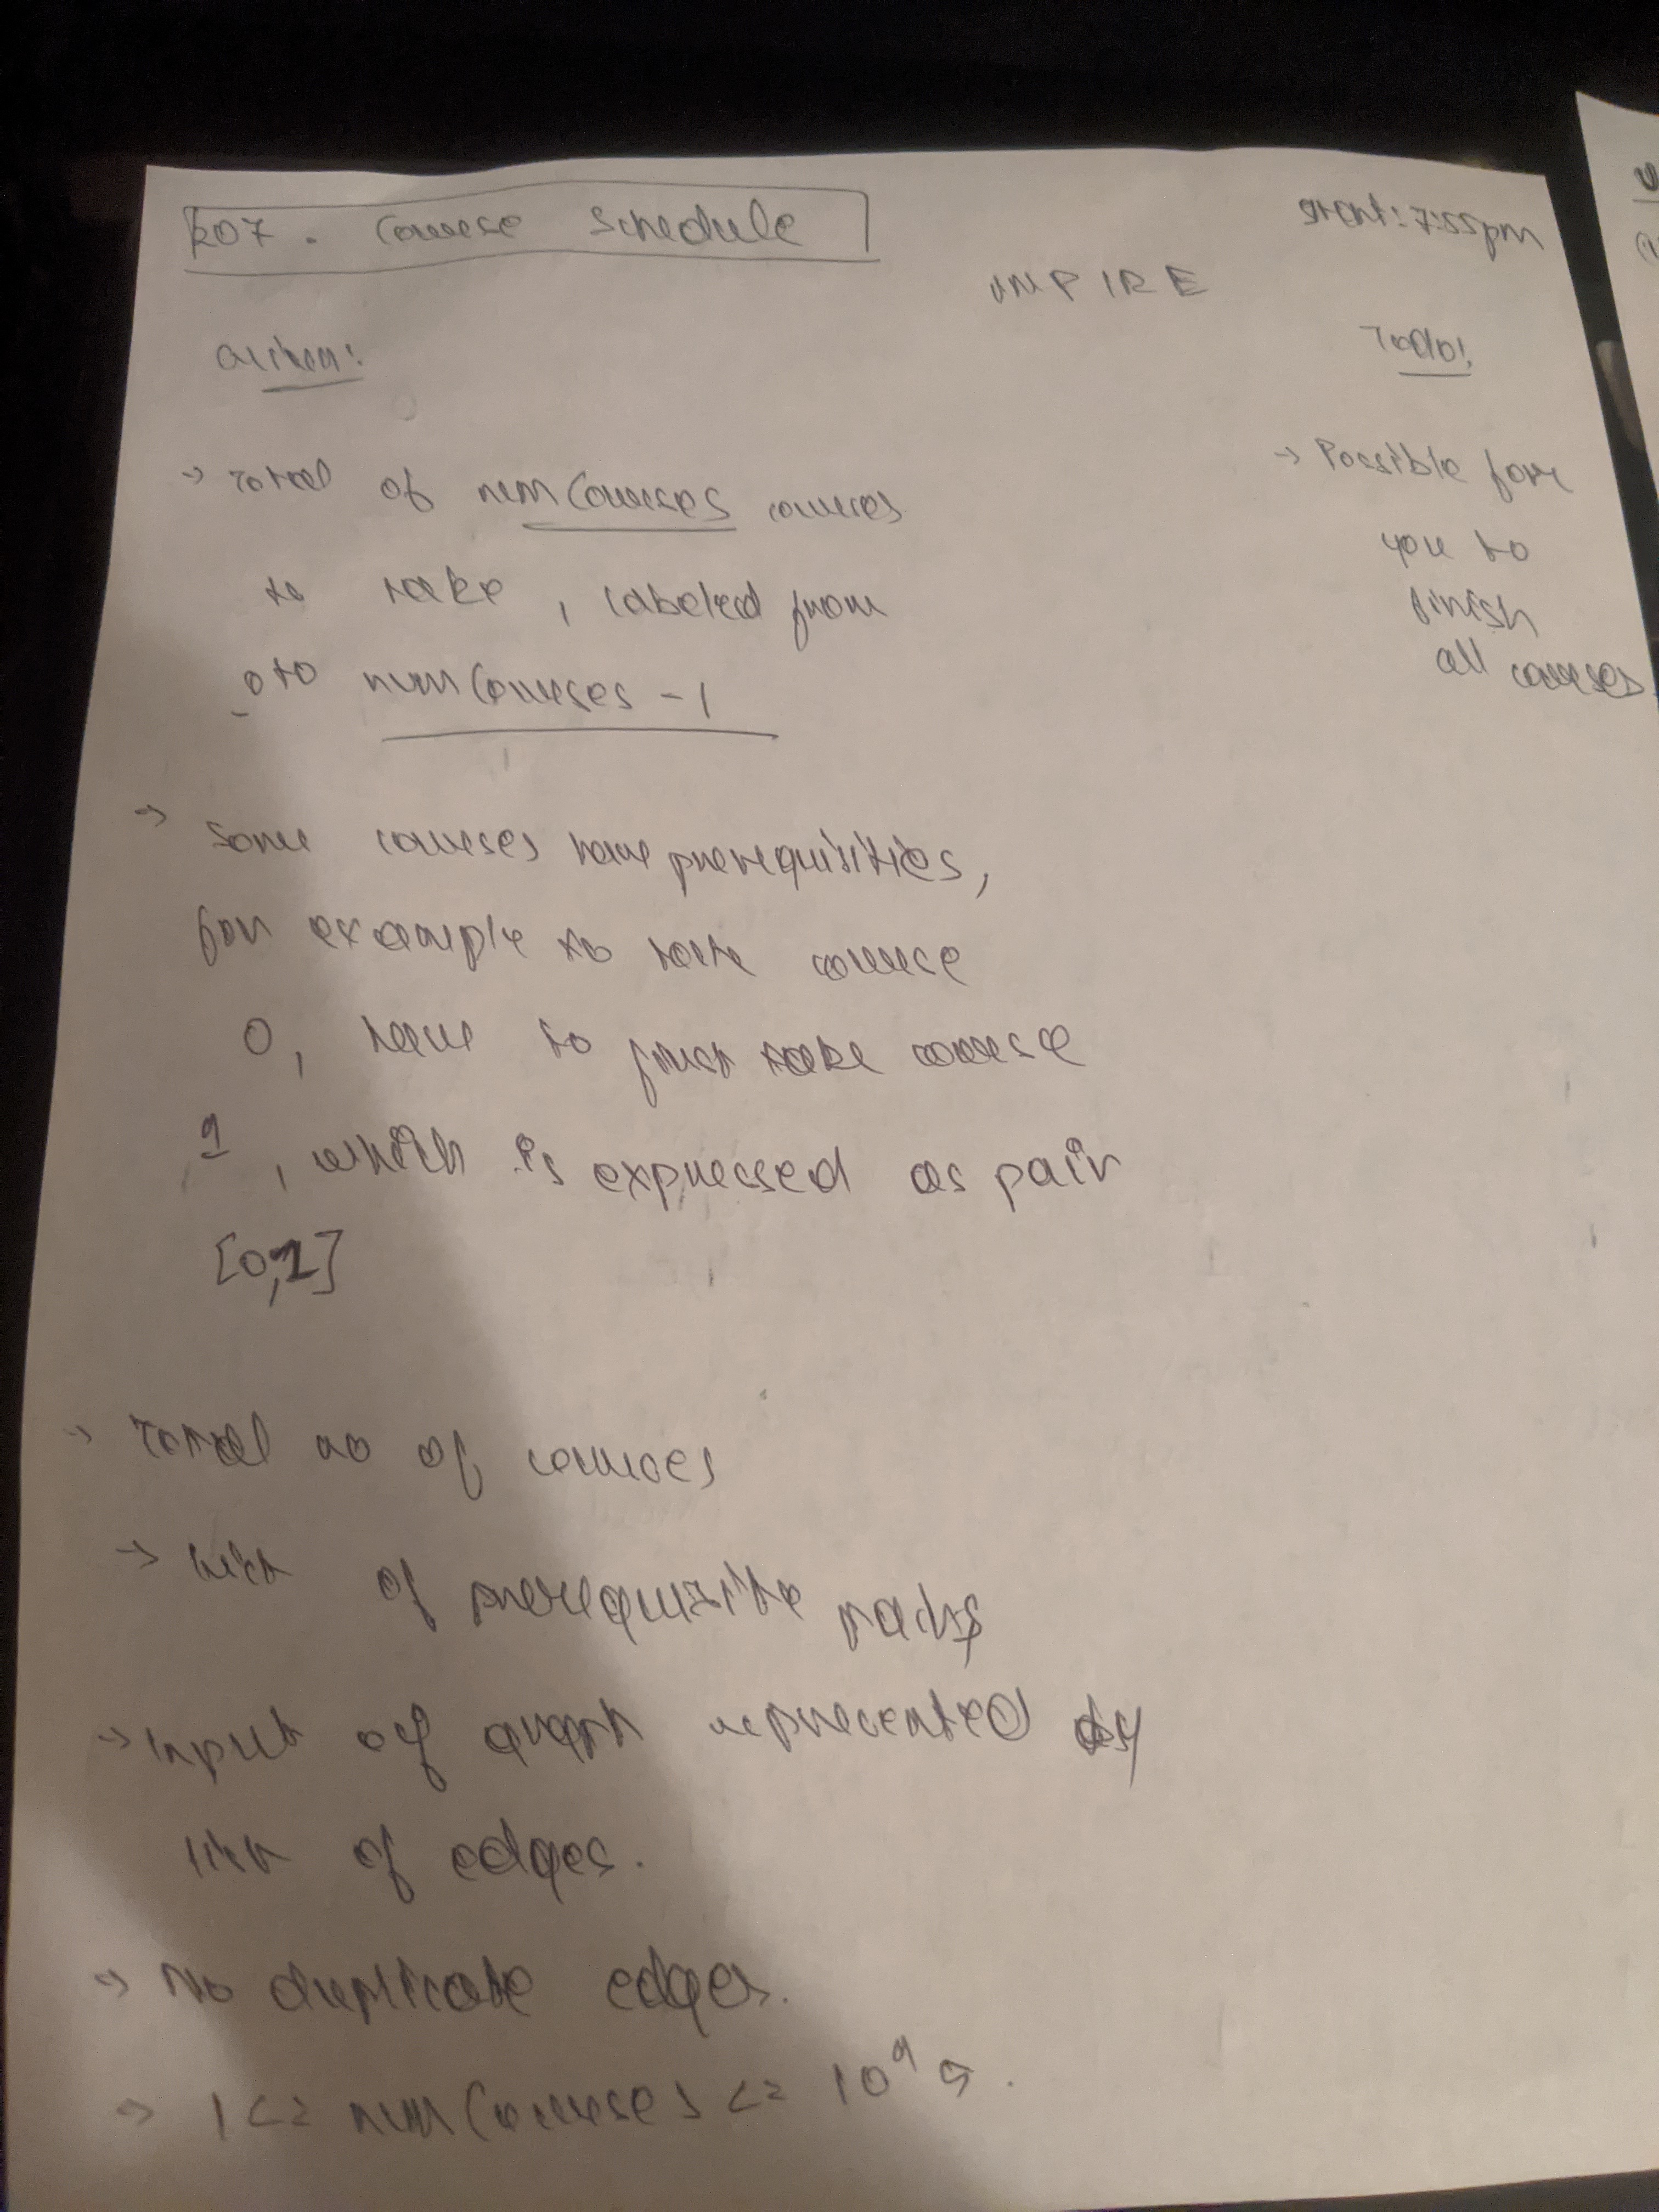 207. Course Schedule
start: 7:55pm
UMPIRE
Given:
Todo:
→ Total of numCourses courses
to take, labeled from
0 to numCourses - 1
→ Possible for
you to
finish
all courses
→ Some courses have prerequisities,
for example to take course
0, have to first take course
1, which is expressed as pair
[0,1]
→ Total no of courses
→ list of prerequisite pairs
→ Input of graph represented by
list of edges.
→ No duplicate edges.
→ 1 <= numCourses <= 10